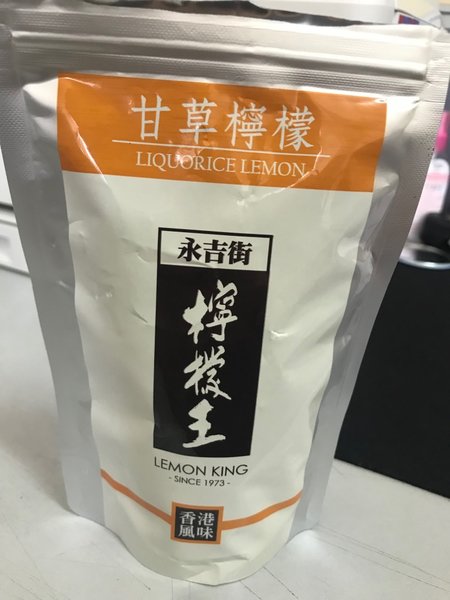 甘草檸檬
LIQUORICE LEMON
永吉街
檸檬王
LEMON KING
- SINCE 1973 -
香港
風味